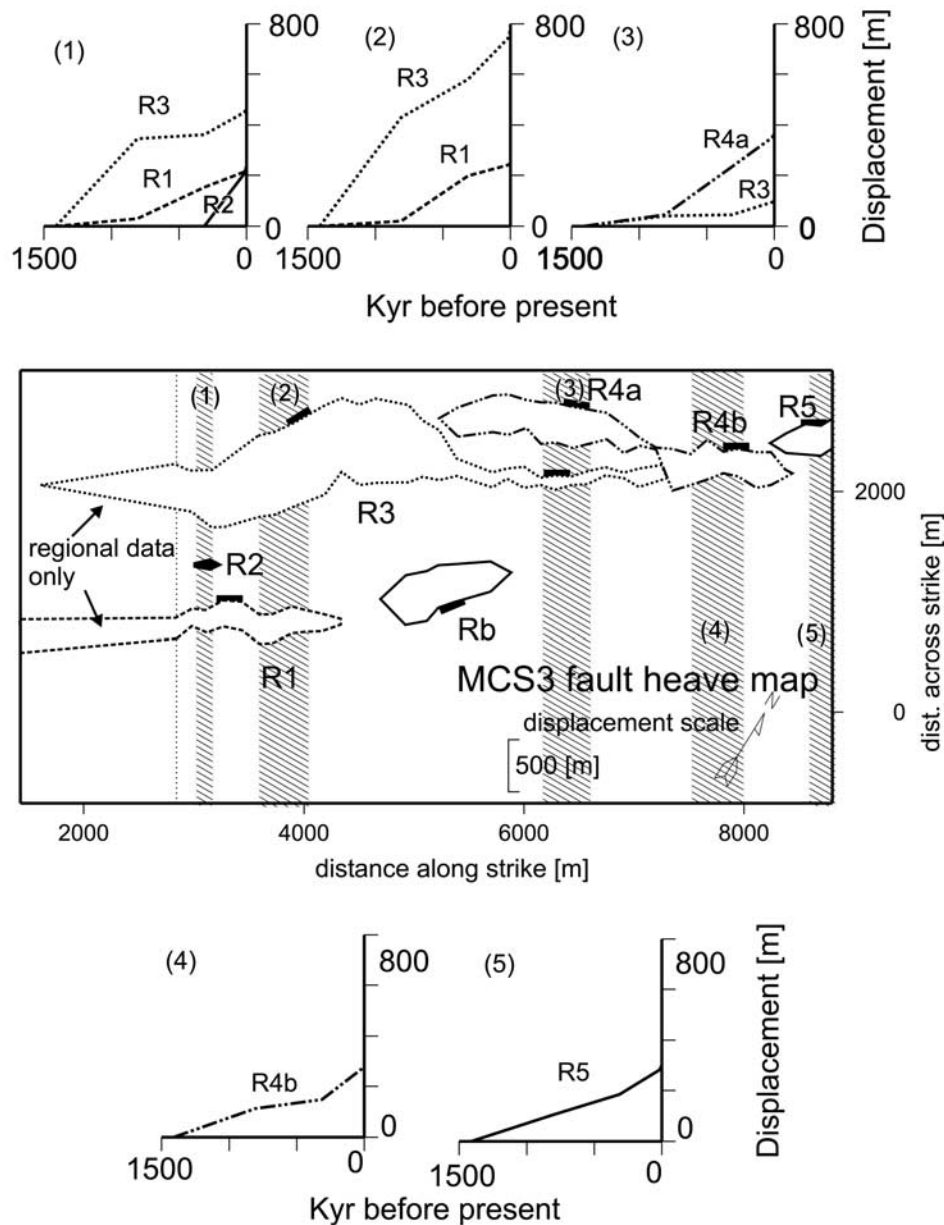 (1)
800
R3
R1
R2
0
1500
0
(2)
800
R3
R1
0
1500
0
(3)
800
R4a
R3
0
1500
0
Displacement [m]
Kyr before present
(1)
(2)
(3)
R4a
R4b
R5
R3
regional data
only
R2
Rb
R1
(4)
(5)
MCS3 fault heave map
displacement scale
500 [m]
N
2000
0
dist. across strike [m]
2000
4000
6000
8000
distance along strike [m]
(4)
800
R4b
0
1500
0
(5)
800
R5
0
1500
0
Displacement [m]
Kyr before present